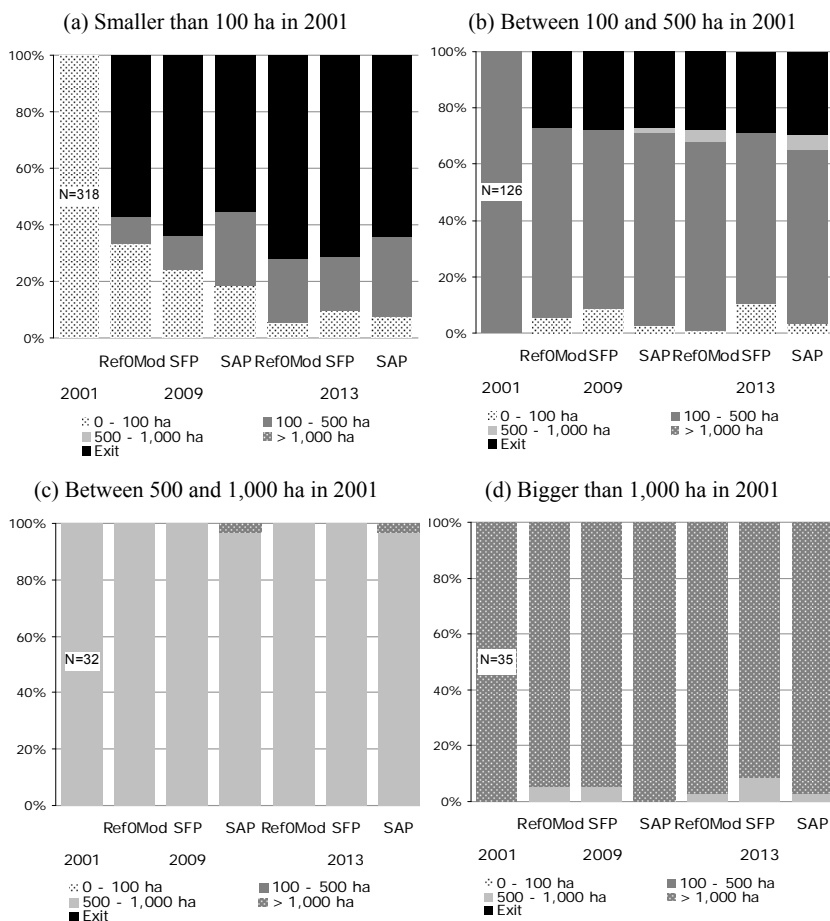 (a) Smaller than 100 ha in 2001
100%
80%
60%
40%
20%
0%
N=318
Ref0Mod SFP SAP Ref0Mod SFP SAP
2001 2009 2013
0 - 100 ha 100 - 500 ha
500 - 1,000 ha > 1,000 ha
Exit
(b) Between 100 and 500 ha in 2001
100%
80%
60%
40%
20%
0%
N=126
Ref0Mod SFP SAP Ref0Mod SFP SAP
2001 2009 2013
0 - 100 ha 100 - 500 ha
500 - 1,000 ha > 1,000 ha
Exit
(c) Between 500 and 1,000 ha in 2001
100%
80%
60%
40%
20%
0%
N=32
Ref0Mod SFP SAP Ref0Mod SFP SAP
2001 2009 2013
0 - 100 ha 100 - 500 ha
500 - 1,000 ha > 1,000 ha
Exit
(d) Bigger than 1,000 ha in 2001
100%
80%
60%
40%
20%
0%
N=35
Ref0Mod SFP SAP Ref0Mod SFP SAP
2001 2009 2013
0 - 100 ha 100 - 500 ha
500 - 1,000 ha > 1,000 ha
Exit